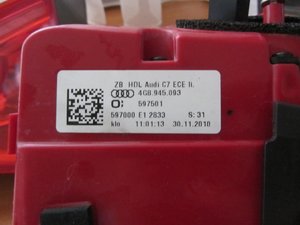 ZB HDL Audi C7 ECE li.
4G8.945.093
597501
597000 E1.2833 S: 31
klo 11:01:13 30.11.2010